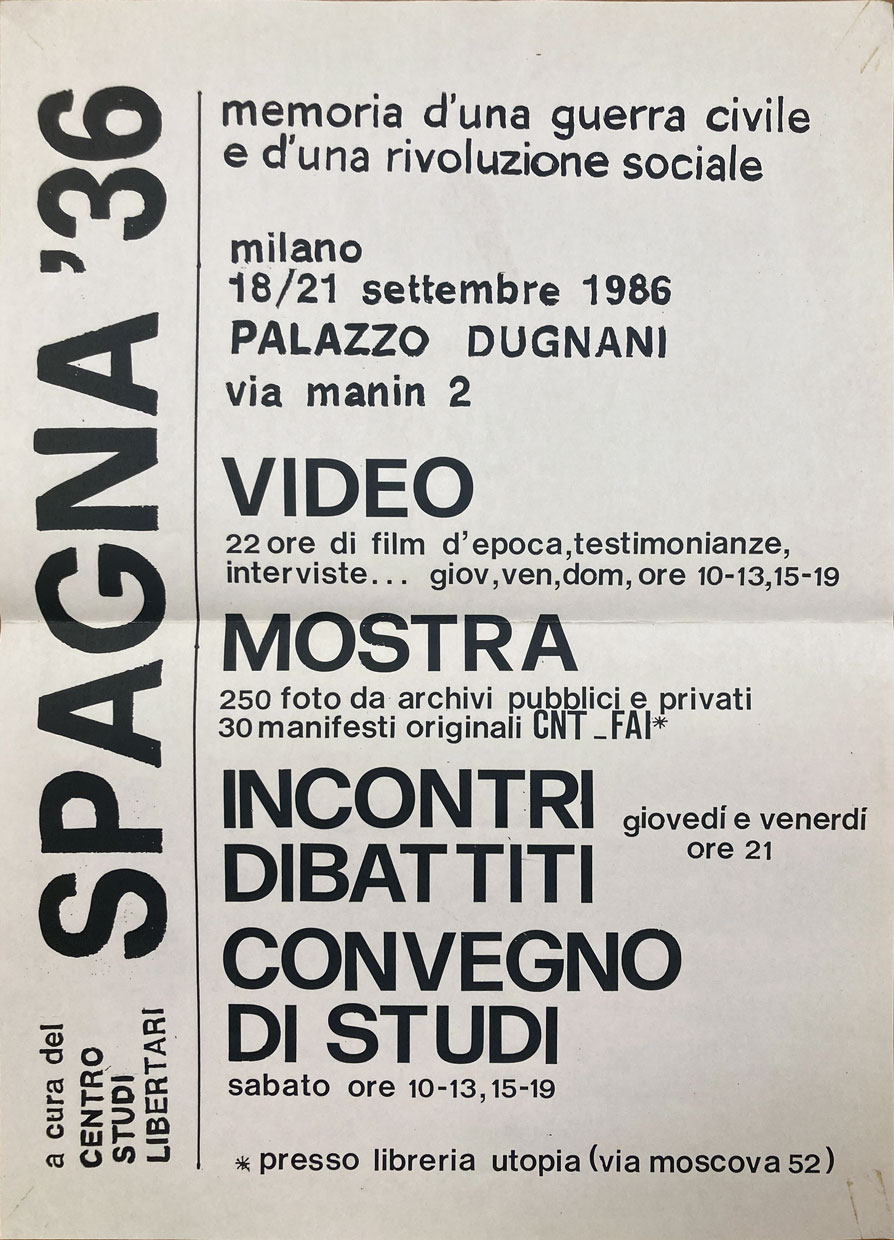 SPAGNA '36
a cura del
CENTRO
STUDI
LIBERTARI
memoria d'una guerra civile
e d'una rivoluzione sociale
milano
18/21 settembre 1986
PALAZZO DUGNANI
via manin 2
VIDEO
22 ore di film d'epoca,testimonianze,
interviste... giov,ven,dom, ore 10-13,15-19
MOSTRA
250 foto da archivi pubblici e privati
30 manifesti originali CNT_FAI*
INCONTRI
DIBATTITI
giovedí e venerdí
ore 21
CONVEGNO
DI STUDI
sabato ore 10-13,15-19
* presso libreria utopia (via moscova 52)